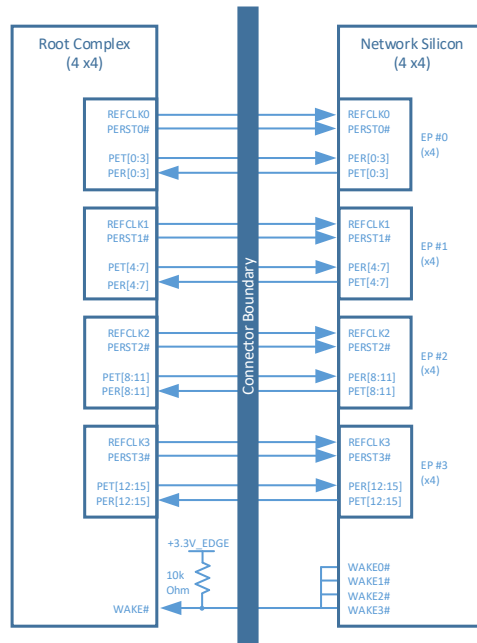 Root Complex
(4 x4)
REFCLK0
PERST0#
PET[0:3]
PER[0:3]
REFCLK1
PERST1#
PET[4:7]
PER[4:7]
REFCLK2
PERST2#
PET[8:11]
PER[8:11]
REFCLK3
PERST3#
PET[12:15]
PER[12:15]
+3.3V_EDGE
10k
Ohm
WAKE#
Connector Boundary
Network Silicon
(4 x4)
REFCLK0
PERST0#
PER[0:3]
PET[0:3]
EP #0
(x4)
REFCLK1
PERST1#
PER[4:7]
PET[4:7]
EP #1
(x4)
REFCLK2
PERST2#
PER[8:11]
PET[8:11]
EP #2
(x4)
REFCLK3
PERST3#
PER[12:15]
PET[12:15]
EP #3
(x4)
WAKE0#
WAKE1#
WAKE2#
WAKE3#